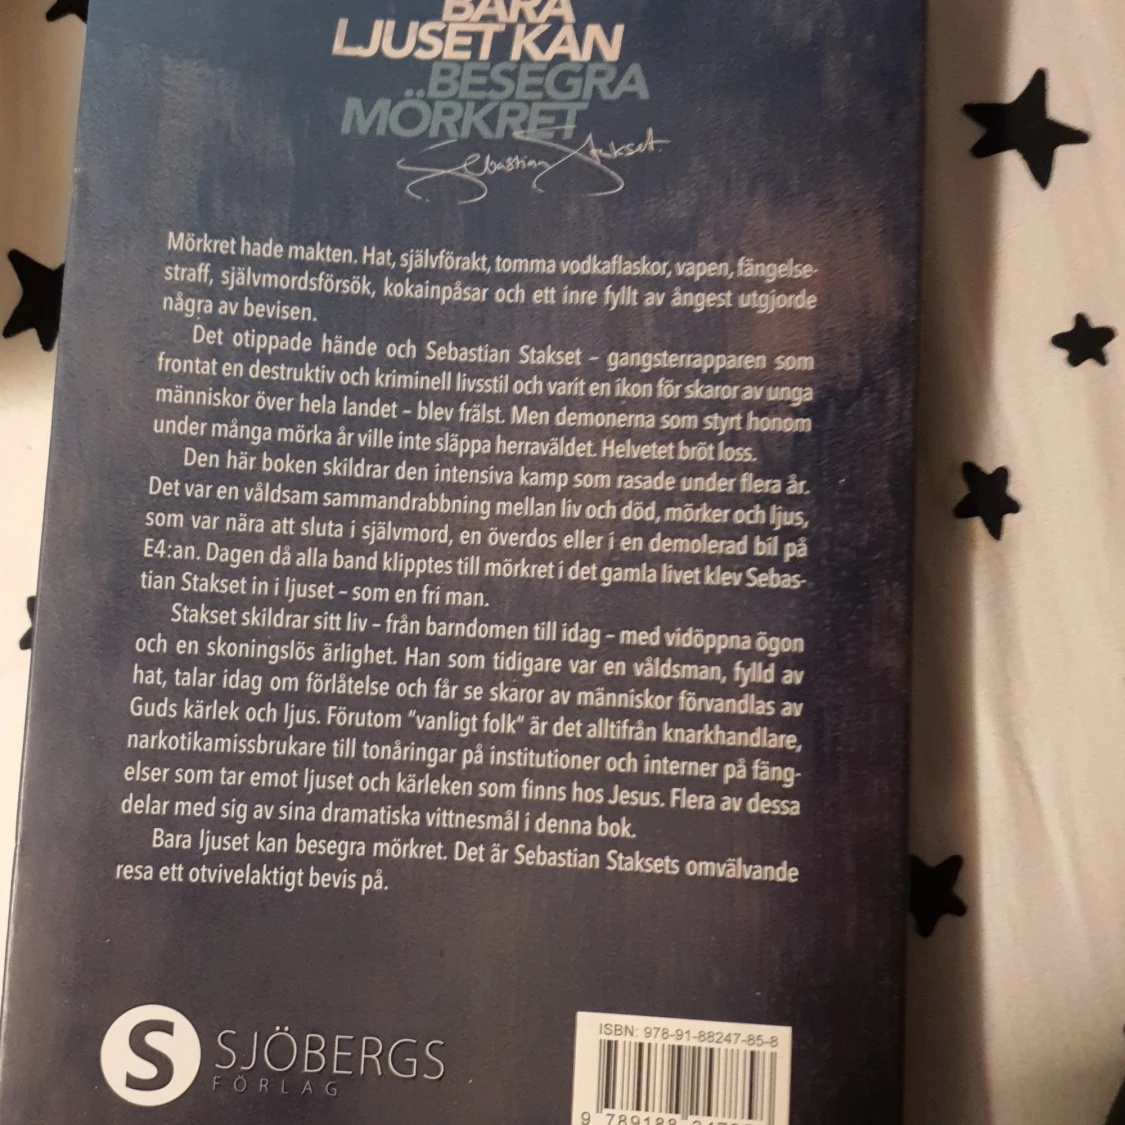 BARA
LJUSET KAN
BESEGRA
MÖRKRET
Sebastian Stakset
Mörkret hade makten. Hat, självförakt, tomma vodkaflaskor, vapen, fängelse-
straff, självmordsförsök, kokainpåsar och ett inre fyllt av ångest utgjorde
några av bevisen.
Det otippade hände och Sebastian Stakset – gangsterrapparen som
frontat en destruktiv och kriminell livsstil och varit en ikon för skaror av unga
människor över hela landet – blev frälst. Men demonerna som styrt honom
under många mörka år ville inte släppa herraväldet. Helvetet bröt loss.
Den här boken skildrar den intensiva kamp som rasade under flera år.
Det var en våldsam sammandrabbning mellan liv och död, mörker och ljus,
som var nära att sluta i självmord, en överdos eller i en demolerad bil på
E4:an. Dagen då alla band klipptes till mörkret i det gamla livet klev Sebas-
tian Stakset in i ljuset – som en fri man.
Stakset skildrar sitt liv – från barndomen till idag – med vidöppna ögon
och en skoningslös ärlighet. Han som tidigare var en våldsman, fylld av
hat, talar idag om förlåtelse och får se skaror av människor förvandlas av
Guds kärlek och ljus. Förutom ”vanligt folk” är det alltifrån knarkhandlare,
narkotikamissbrukare till tonåringar på institutioner och interner på fäng-
elser som tar emot ljuset och kärleken som finns hos Jesus. Flera av dessa
delar med sig av sina dramatiska vittnesmål i denna bok.
Bara ljuset kan besegra mörkret. Det är Sebastian Staksets omvälvande
resa ett otvivelaktigt bevis på.
S SJÖBERGS
FÖRLAG
ISBN: 978-91-88247-85-8
9 789188